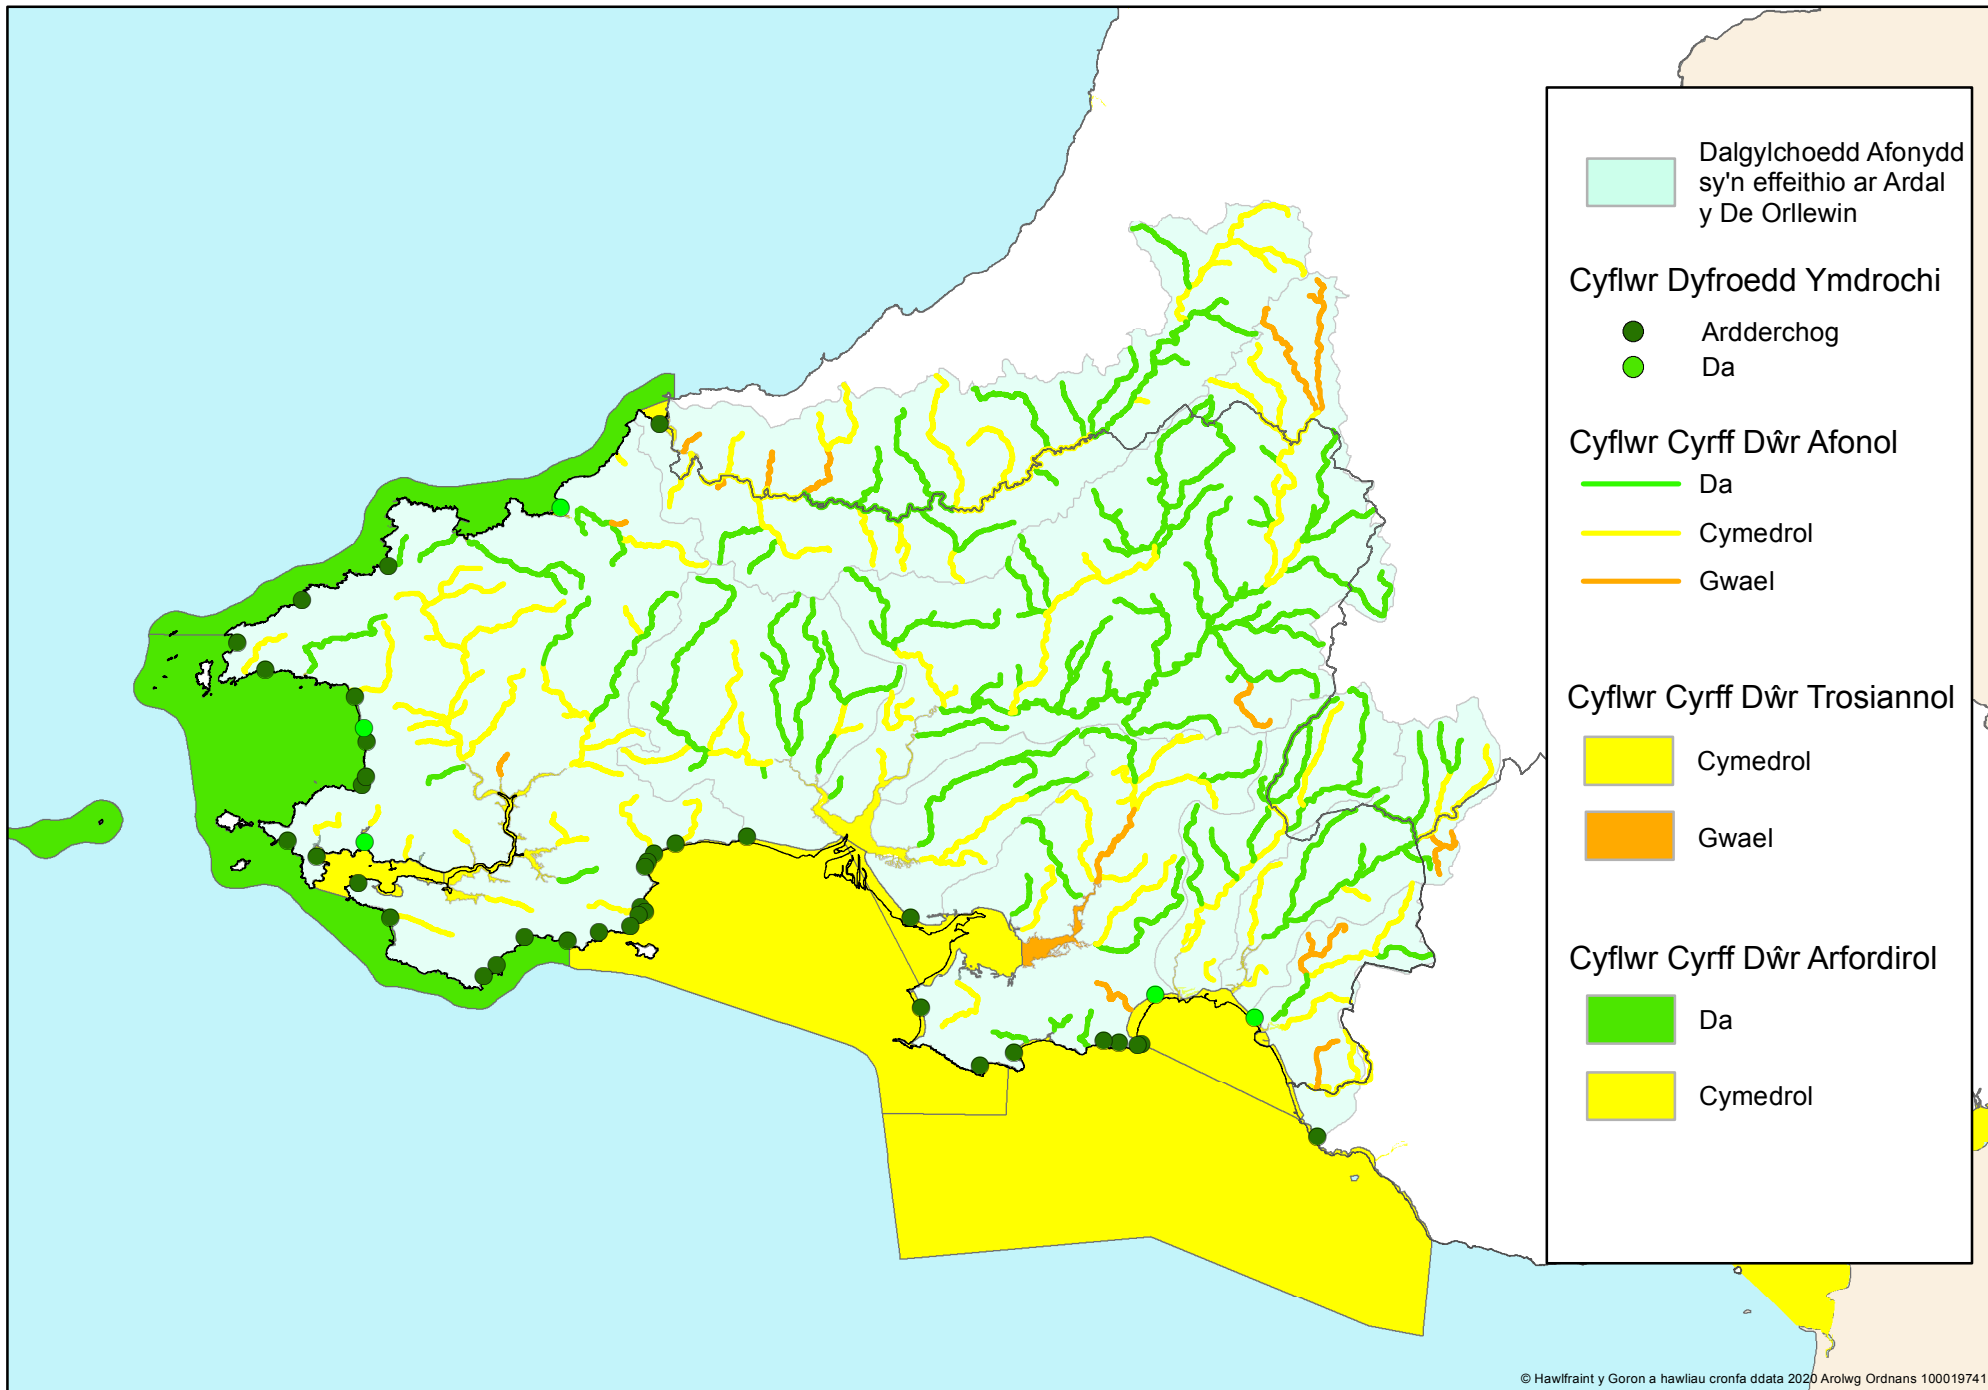 Dalgylchoedd Afonydd
sy'n effeithio ar Ardal
y De Orllewin
Cyflwr Dyfroedd Ymdrochi
Ardderchog
Da
Cyflwr Cyrff Dŵr Afonol
Da
Cymedrol
Gwael
Cyflwr Cyrff Dŵr Trosiannol
Cymedrol
Gwael
Cyflwr Cyrff Dŵr Arfordirol
Da
Cymedrol
© Hawlfraint y Goron a hawliau cronfa ddata 2020 Arolwg Ordnans 100019741